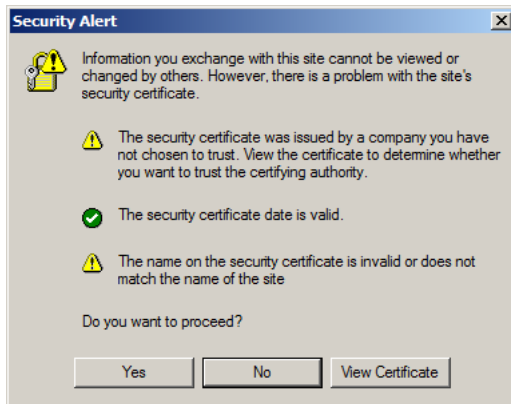 Security Alert
Information you exchange with this site cannot be viewed or
changed by others. However, there is a problem with the site's
security certificate.
The security certificate was issued by a company you have
not chosen to trust. View the certificate to determine whether
you want to trust the certifying authority.
The security certificate date is valid.
The name on the security certificate is invalid or does not
match the name of the site
Do you want to proceed?
Yes No View Certificate